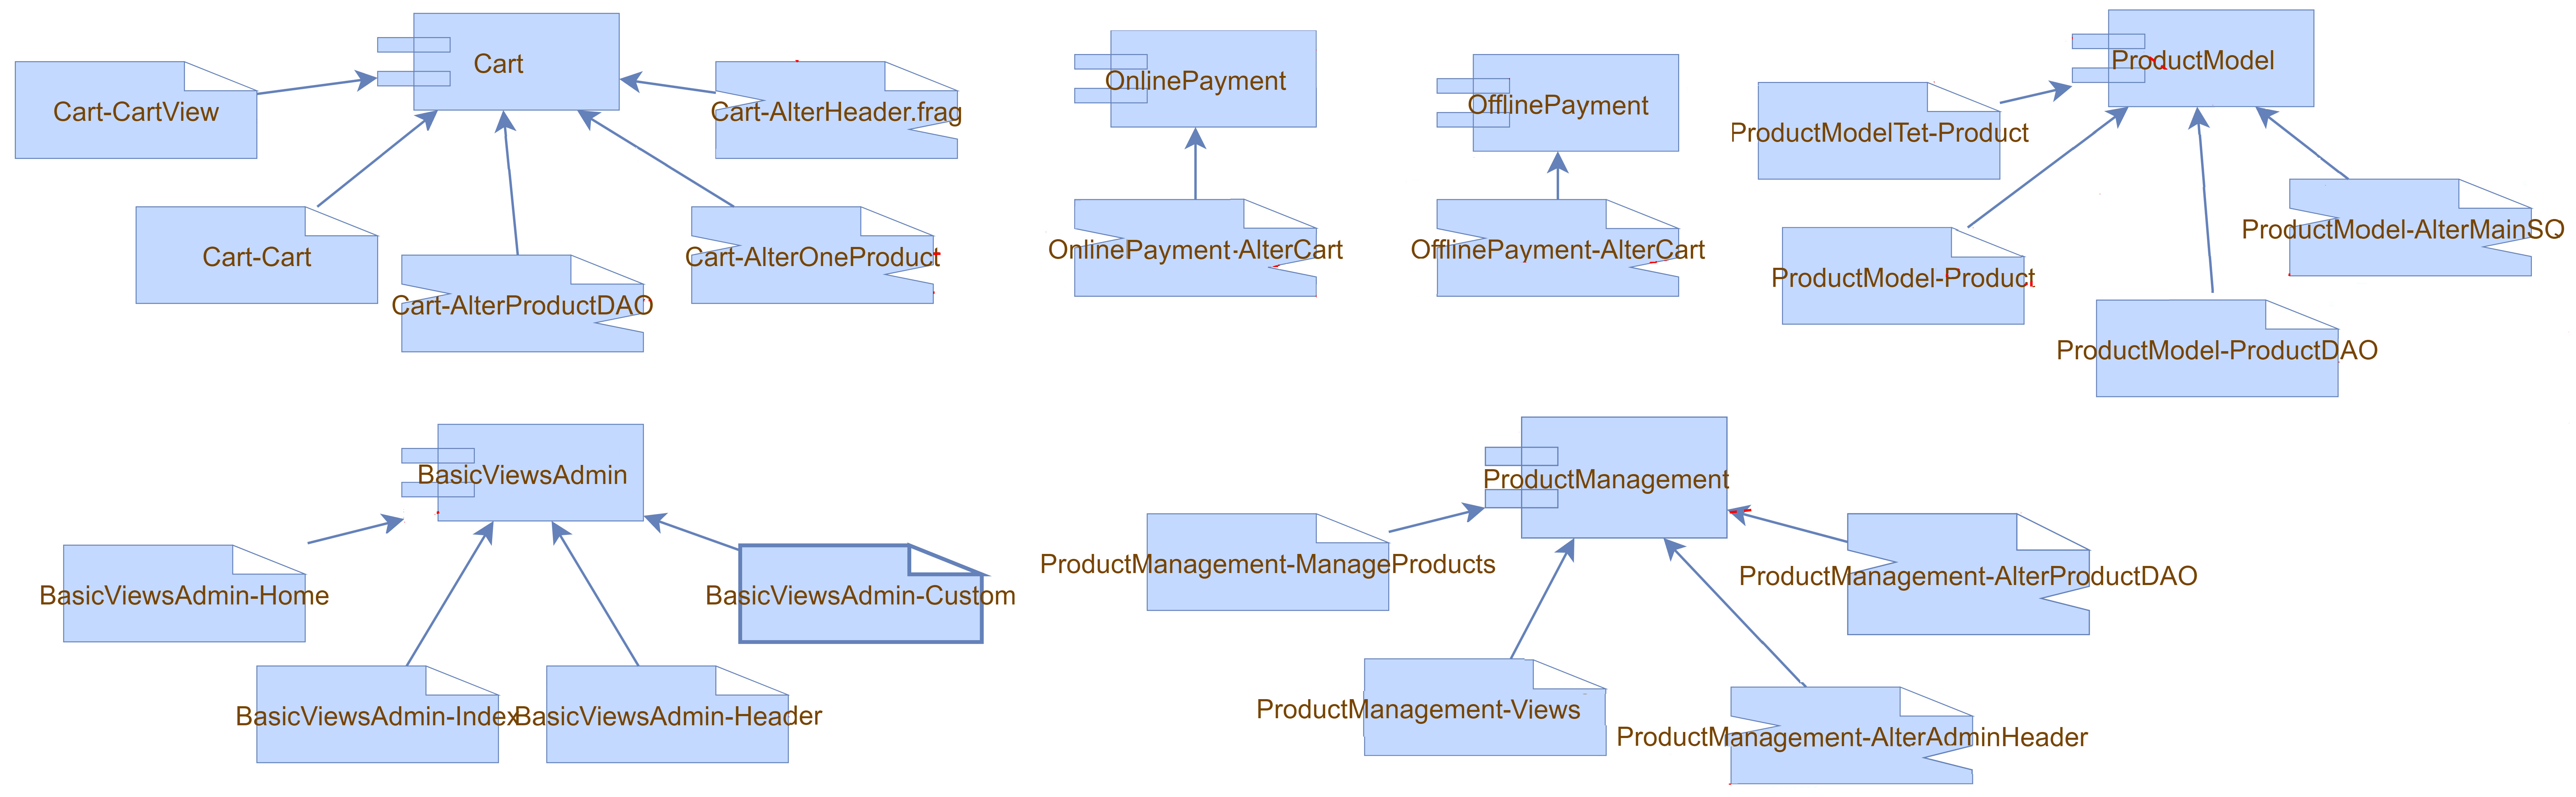 Cart
Cart-CartView
Cart-AlterHeader.frag
Cart-Cart
Cart-AlterProductDAO
Cart-AlterOneProduct
OnlinePayment
OnlinePayment-AlterCart
OfflinePayment
OfflinePayment-AlterCart
ProductModel
ProductModelTet-Product
ProductModel-Product
ProductModel-ProductDAO
ProductModel-AlterMainSO
BasicViewsAdmin
BasicViewsAdmin-Home
BasicViewsAdmin-Index
BasicViewsAdmin-Header
BasicViewsAdmin-Custom
ProductManagement
ProductManagement-ManageProducts
ProductManagement-Views
ProductManagement-AlterAdminHeader
ProductManagement-AlterProductDAO